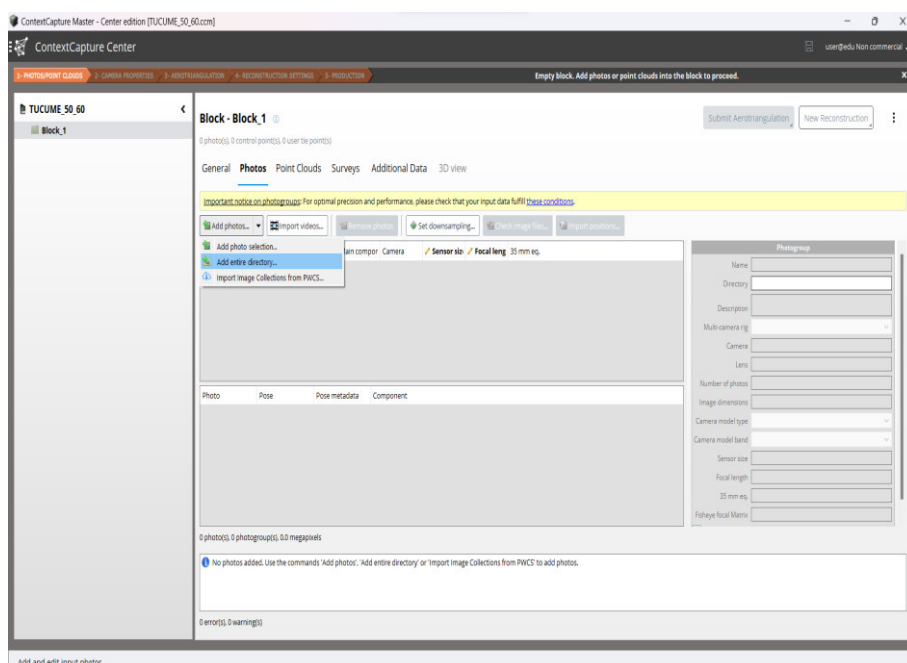 ContextCapture Master - Center edition [TUCUME_50_60.ccm]
ContextCapture Center
user@edu Non commercial
1- PHOTOS/POINT CLOUDS 2- CAMERA PROPERTIES 3- AEROTRIANGULATION 4- RECONSTRUCTION SETTINGS 5- PRODUCTION Empty block. Add photos or point clouds into the block to proceed. X
TUCUME_50_60
Block_1
Block - Block_1
Submit Aerotriangulation
New Reconstruction
0 photo(s), 0 control point(s), 0 user tie point(s)
General Photos Point Clouds Surveys Additional Data 3D view
Important notice on photogroups: For optimal precision and performance, please check that your input data fulfill these conditions.
Add photos... Import videos... Remove photos Set downsampling... Check image files... Import positions...
Add photo selection...
Add entire directory...
Import Image Collections from PWCS...
ain compor Camera Sensor siz Focal leng 35 mm eq.
Photogroup
Name
Directory
Description
Multi-camera rig
Camera
Lens
Number of photos
Image dimensions
Camera model type
Camera model band
Sensor size
Focal length
35 mm eq.
Fisheye focal Matrix
Photo Pose Pose metadata Component
0 photo(s), 0 photogroup(s), 0.0 megapixels
No photos added. Use the commands 'Add photos', 'Add entire directory' or 'Import Image Collections from PWCS' to add photos.
0 error(s), 0 warning(s)
Add and edit input photos